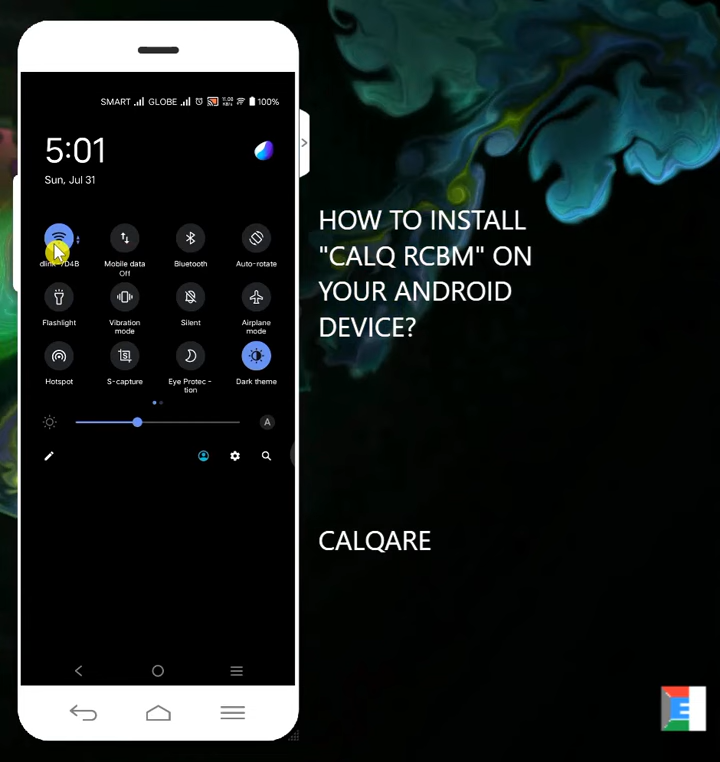 SMART GLOBE 100%
5:01
Sun, Jul 31
Mobile data Bluetooth Auto-rotate
Off
Flashlight Vibration Silent Airplane
mode mode
Hotspot S-capture Eye Protec - Dark theme
tion
A
HOW TO INSTALL
"CALQ RCBM" ON
YOUR ANDROID
DEVICE?
CALQARE
E